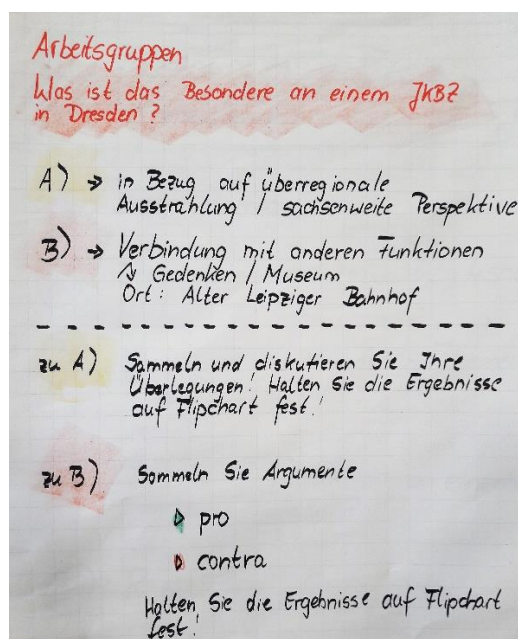 Arbeitsgruppen
Was ist das Besondere an einem JKBZ
in Dresden?
A) → in Bezug auf überregionale
Ausstrahlung / sachsenweite Perspektive
B) → Verbindung mit anderen Funktionen
↳ Gedenken / Museum
Ort: Alter Leipziger Bahnhof
zu A) Sammeln und diskutieren Sie Ihre
Überlegungen! Halten Sie die Ergebnisse
auf Flipchart fest!
zu B) Sammeln Sie Argumente
▷ pro
▷ contra
Halten Sie die Ergebnisse auf Flipchart
fest!